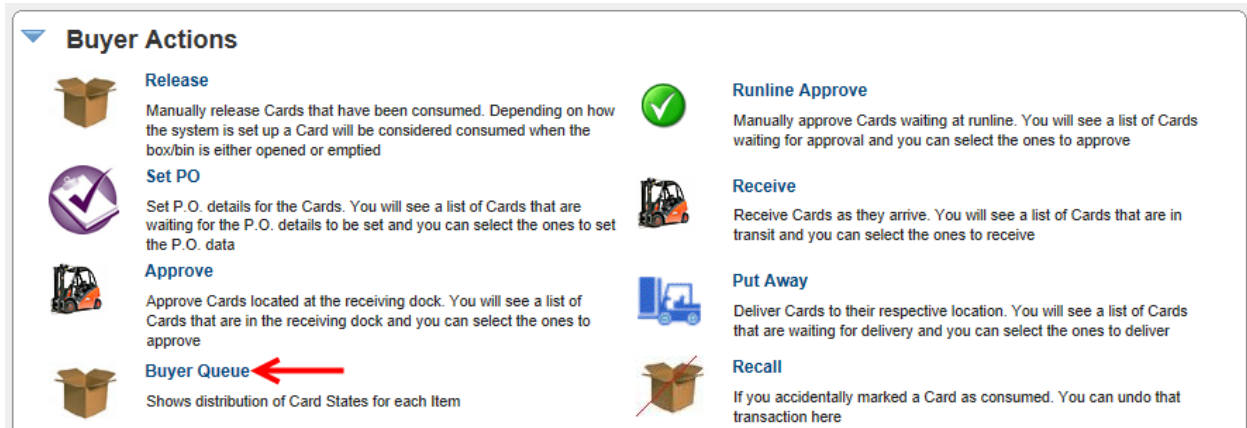 Buyer Actions
Release
Manually release Cards that have been consumed. Depending on how
the system is set up a Card will be considered consumed when the
box/bin is either opened or emptied
Set PO
Set P.O. details for the Cards. You will see a list of Cards that are
waiting for the P.O. details to be set and you can select the ones to set
the P.O. data
Approve
Approve Cards located at the receiving dock. You will see a list of
Cards that are in the receiving dock and you can select the ones to
approve
Buyer Queue
Shows distribution of Card States for each Item
Runline Approve
Manually approve Cards waiting at runline. You will see a list of Cards
waiting for approval and you can select the ones to approve
Receive
Receive Cards as they arrive. You will see a list of Cards that are in
transit and you can select the ones to receive
Put Away
Deliver Cards to their respective location. You will see a list of Cards
that are waiting for delivery and you can select the ones to deliver
Recall
If you accidentally marked a Card as consumed. You can undo that
transaction here